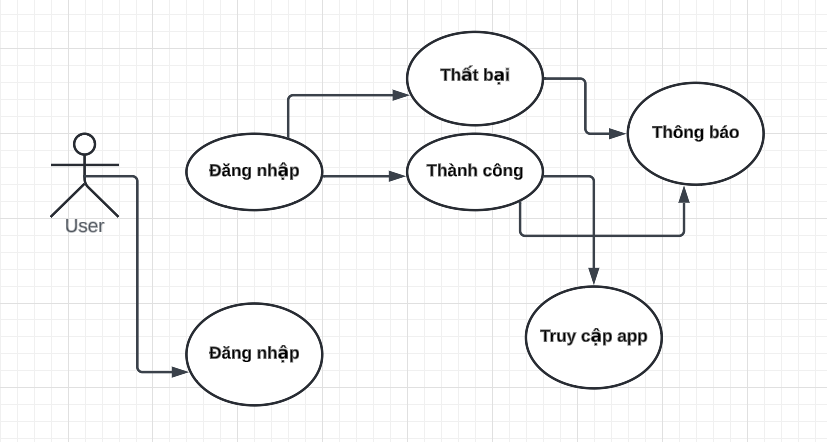 Thất bại
Thông báo
Đăng nhập
Thành công
User
Truy cập app
Đăng nhập